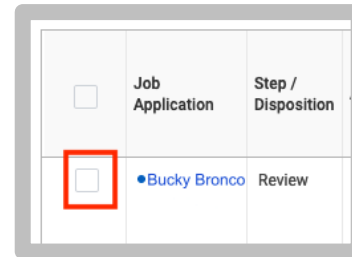 Job
Application
Step /
Disposition
•Bucky Bronco
Review